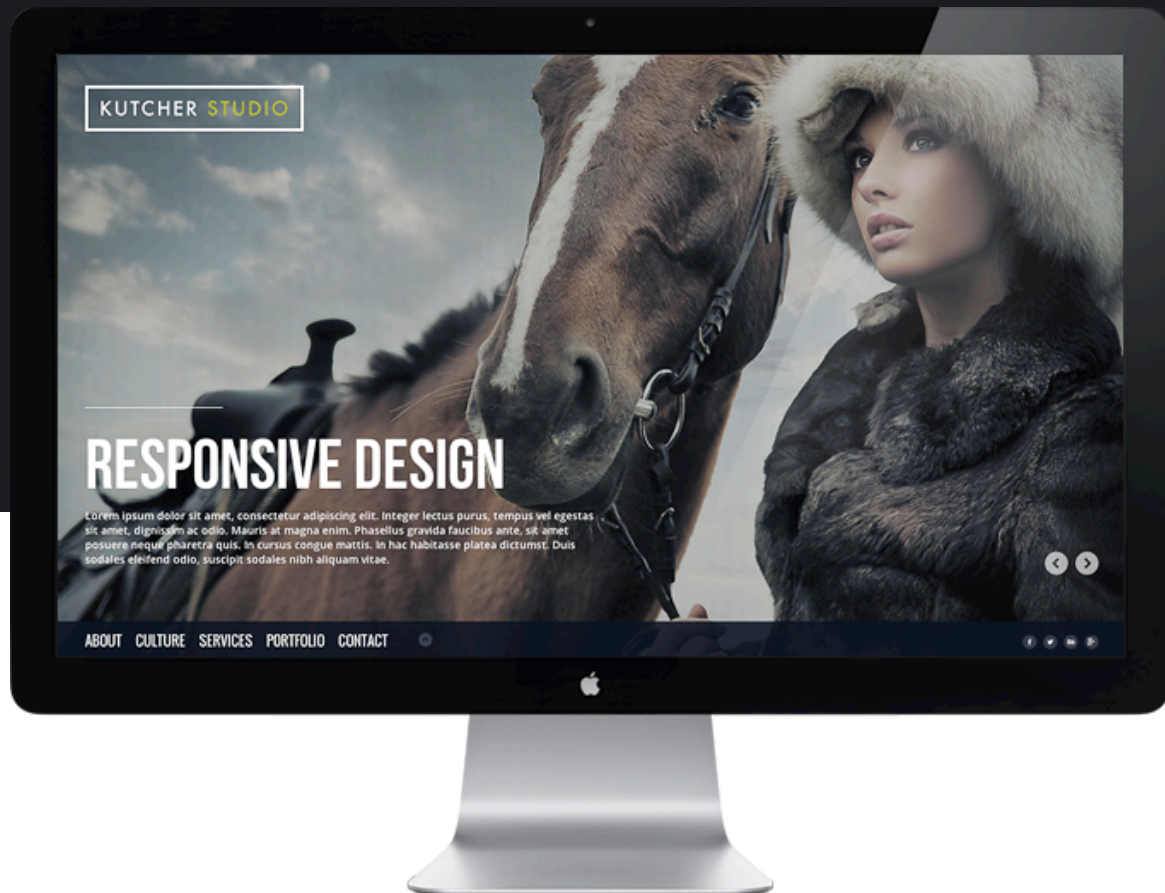 KUTCHER STUDIO
RESPONSIVE DESIGN
Lorem ipsum dolor sit amet, consectetur adipiscing elit. Integer lectus purus, tempus vel egestas
sit amet, dignissim ac odio. Mauris at magna enim. Phasellus gravida faucibus ante, sit amet
posuere neque pharetra quis. In cursus congue mattis. In hac habitasse platea dictumst. Duis
sodales eleifend odio, suscipit sodales nibh aliquam vitae.
ABOUT CULTURE SERVICES PORTFOLIO CONTACT